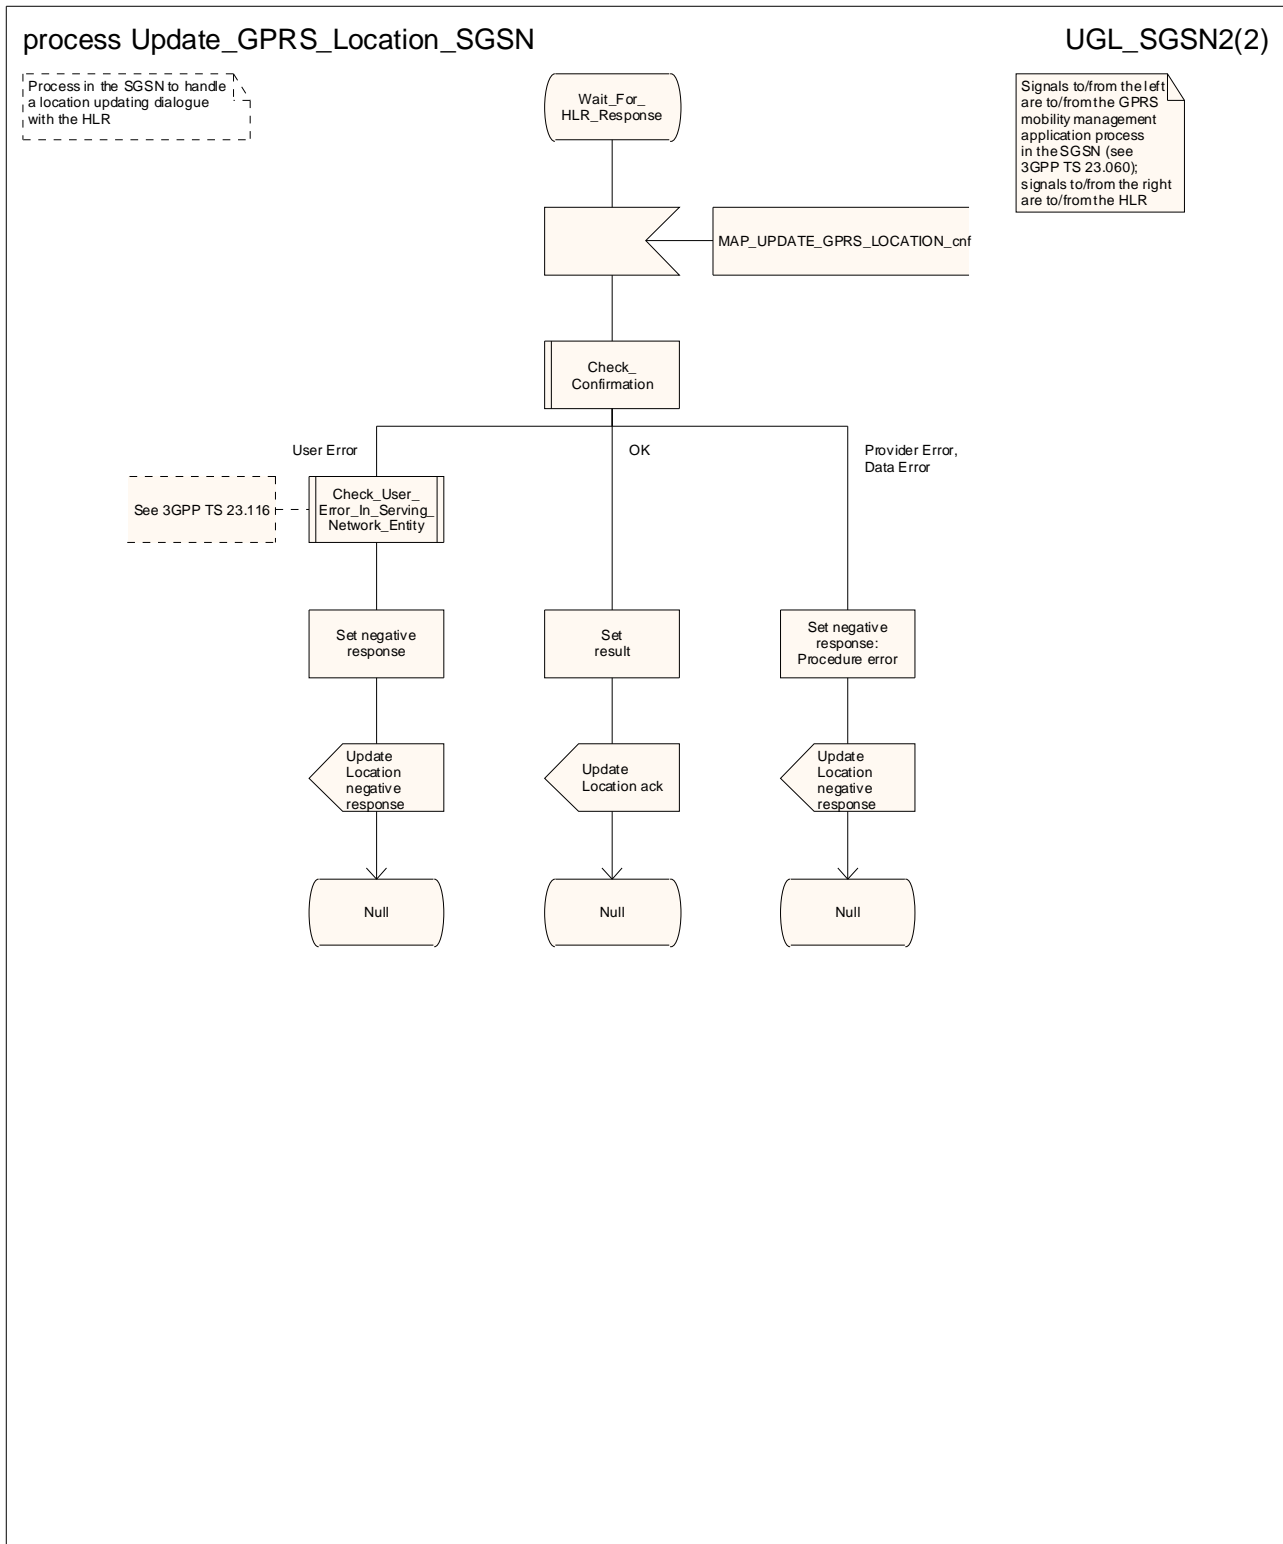 process Update_GPRS_Location_SGSN
UGL_SGSN2(2)
Process in the SGSN to handle
a location updating dialogue
with the HLR
Wait_For_
HLR_Response
Signals to/from the left
are to/from the GPRS
mobility management
application process
in the SGSN (see
3GPP TS 23.060);
signals to/from the right
are to/from the HLR
MAP_UPDATE_GPRS_LOCATION_cnf
Check_
Confirmation
User Error
OK
Provider Error,
Data Error
See 3GPP TS 23.116
Check_User_
Error_In_Serving_
Network_Entity
Set negative
response
Set
result
Set negative
response:
Procedure error
Update
Location
negative
response
Update
Location ack
Update
Location
negative
response
Null
Null
Null